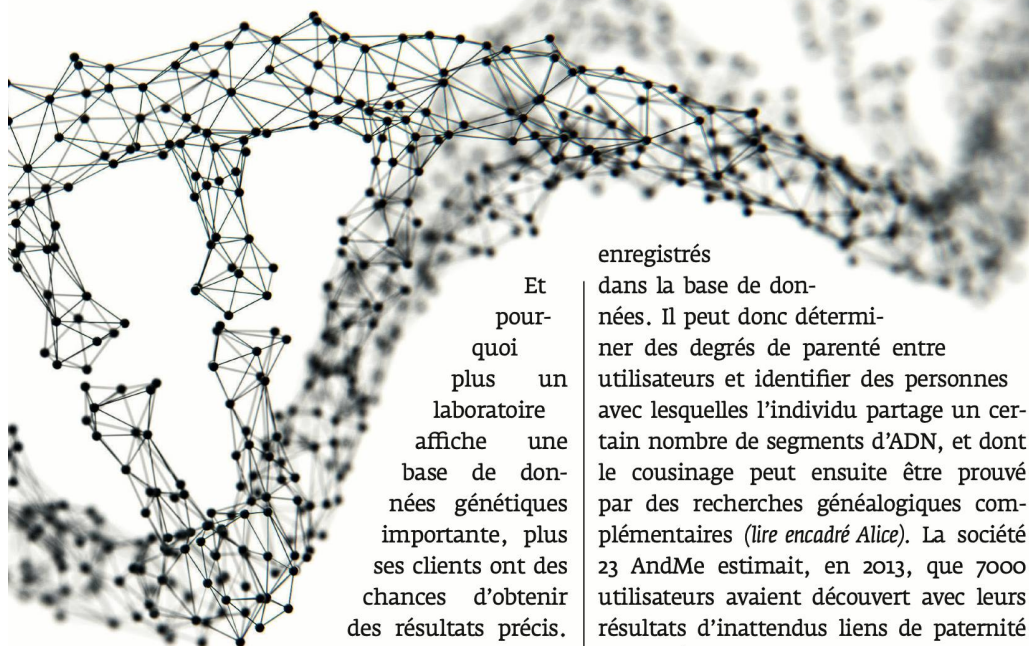 Et
pour-
quoi
plus un
laboratoire
affiche une
base de don-
nées génétiques
importante, plus
ses clients ont des
chances d’obtenir
des résultats précis.
enregistrés
dans la base de don-
nées. Il peut donc détermi-
ner des degrés de parenté entre
utilisateurs et identifier des personnes
avec lesquelles l’individu partage un cer-
tain nombre de segments d’ADN, et dont
le cousinage peut ensuite être prouvé
par des recherches généalogiques com-
plémentaires (lire encadré Alice). La société
23 AndMe estimait, en 2013, que 7000
utilisateurs avaient découvert avec leurs
résultats d’inattendus liens de paternité